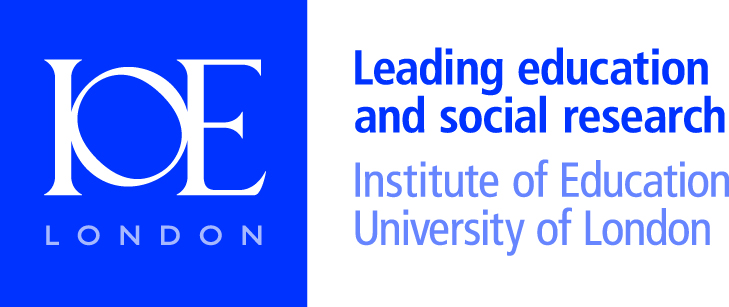 IOE
LONDON
Leading education
and social research
Institute of Education
University of London